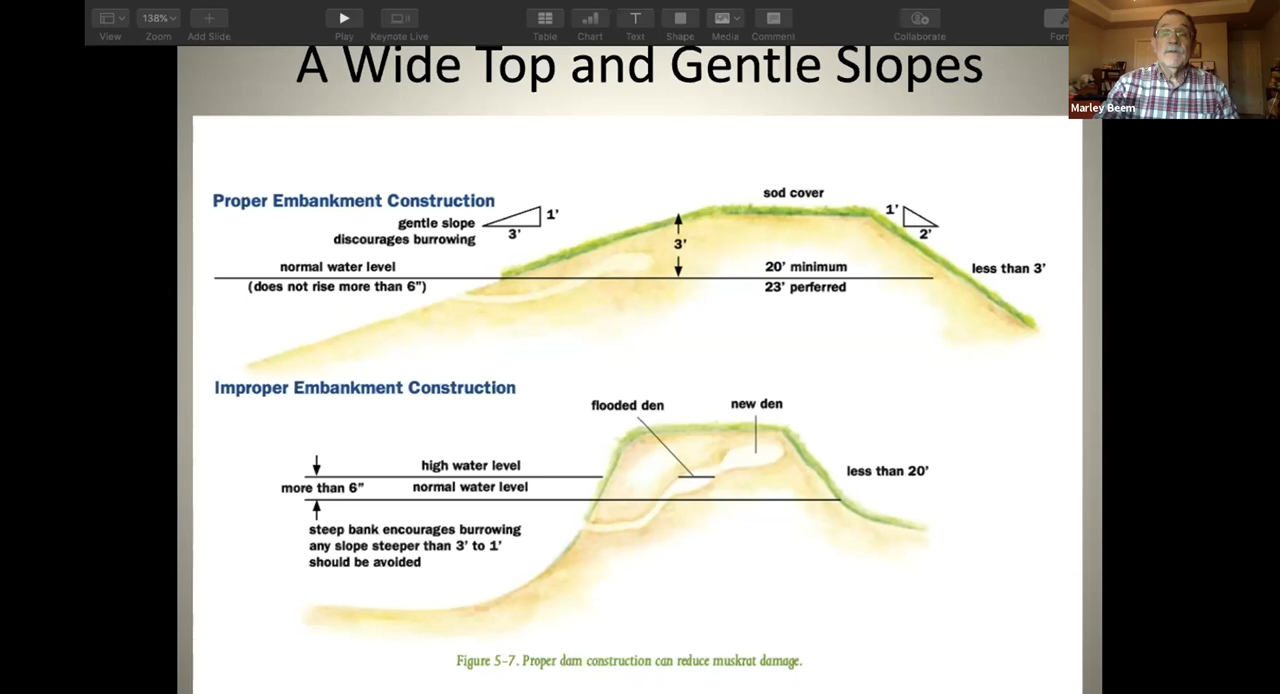 138%
View
Zoom
Add Slide
Play
Keynote Live
Table
Chart
Text
Shape
Media
Comment
Collaborate
Marley Beem
A Wide Top and Gentle Slopes
Proper Embankment Construction
sod cover
gentle slope
discourages burrowing
1'
3'
1'
2'
3'
normal water level
(does not rise more than 6")
20' minimum
23' perferred
less than 3'
Improper Embankment Construction
flooded den
new den
high water level
more than 6"
normal water level
less than 20'
steep bank encourages burrowing
any slope steeper than 3' to 1'
should be avoided
Figure 5-7. Proper dam construction can reduce muskrat damage.